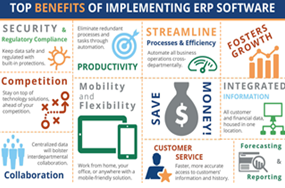 TOP BENEFITS OF IMPLEMENTING ERP SOFTWARE
SECURITY &
Regulatory Compliance
Keep data safe and
regulated with
built-in protections.
Eliminate redundant
processes and
tasks through
automation.
PRODUCTIVITY
STREAMLINE
Processes & Efficiency
Automate all business
operations cross-
departmentally.
FOSTERS
GROWTH
Competition
Stay on top of
technology solutions
ahead of your
competition.
Mobility
and
Flexibility
Work from home, your
office, or anywhere with a
mobile-friendly solution.
SAVE
MONEY!
$
INTEGRATED
INFORMATION
All customer
and financial
data, housed in
one location.
Centralized data
will bolster
interdepartmental
collaboration.
Collaboration
CUSTOMER
SERVICE
Faster, more accurate
access to customers'
information and history.
Forecasting
&
Reporting